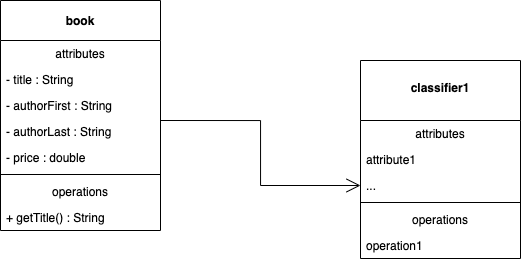 book
attributes
- title : String
- authorFirst : String
- authorLast : String
- price : double
operations
+ getTitle() : String
classifier1
attributes
attribute1
...
operations
operation1